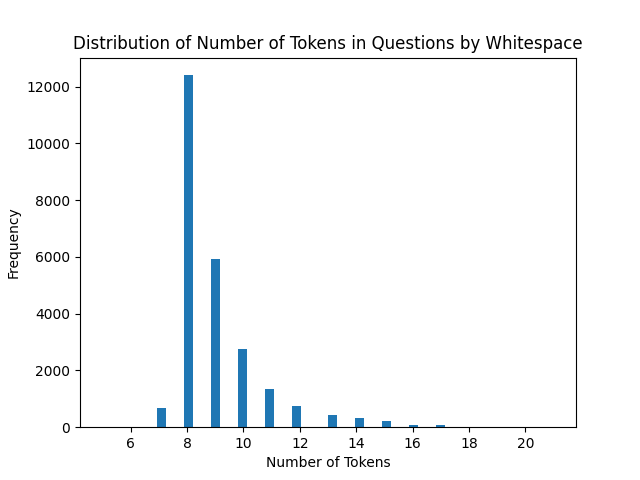 Distribution of Number of Tokens in Questions by Whitespace
12000
10000
8000
6000
4000
2000
0
Frequency
6 8 10 12 14 16 18 20
Number of Tokens